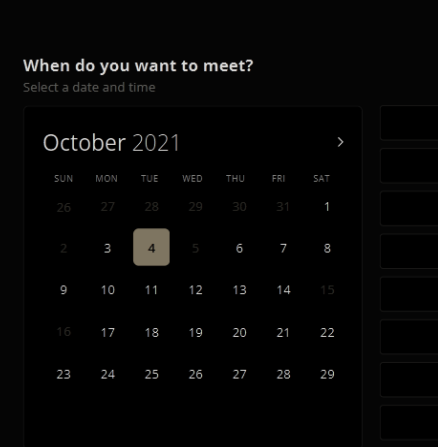 When do you want to meet?
Select a date and time
October 2021
SUN MON TUE WED THU FRI SAT
26 27 28 29 30 31 1
2 3 4 5 6 7 8
9 10 11 12 13 14 15
16 17 18 19 20 21 22
23 24 25 26 27 28 29